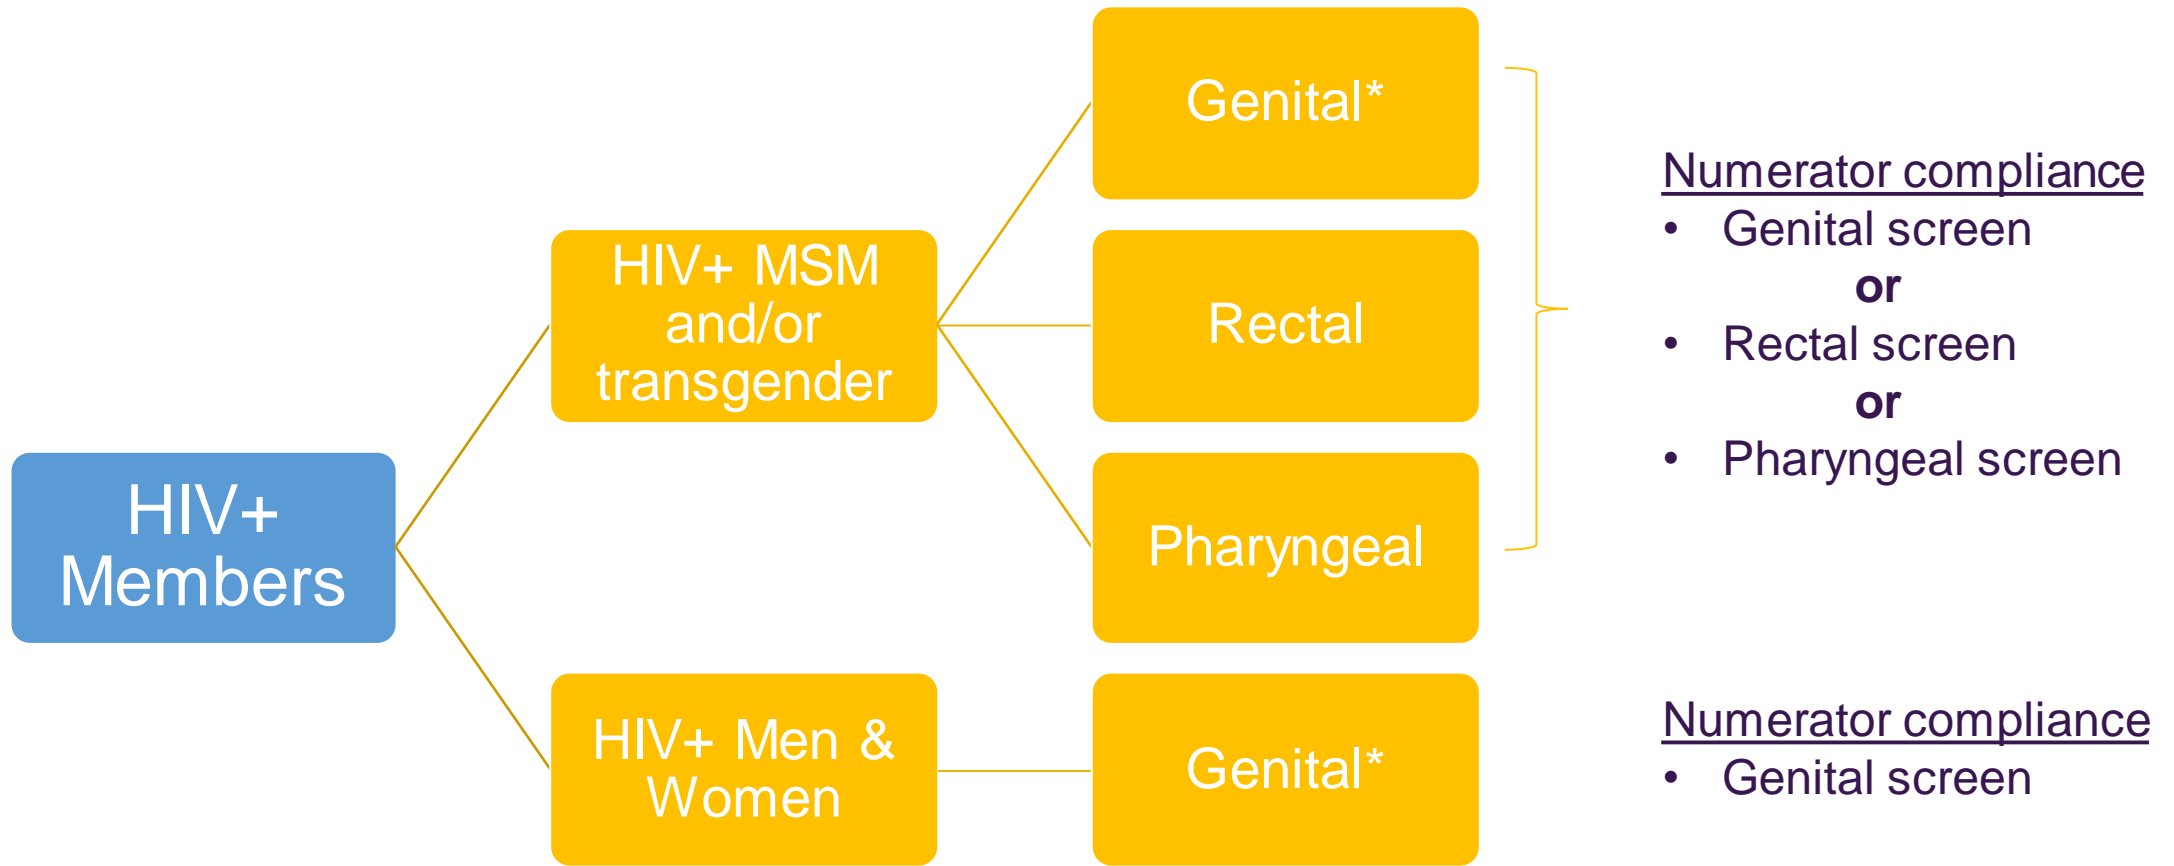 HIV+
Members
HIV+ MSM
and/or
transgender
HIV+ Men &
Women
Genital*
Rectal
Pharyngeal
Genital*
Numerator compliance
• Genital screen
or
• Rectal screen
or
• Pharyngeal screen
Numerator compliance
• Genital screen